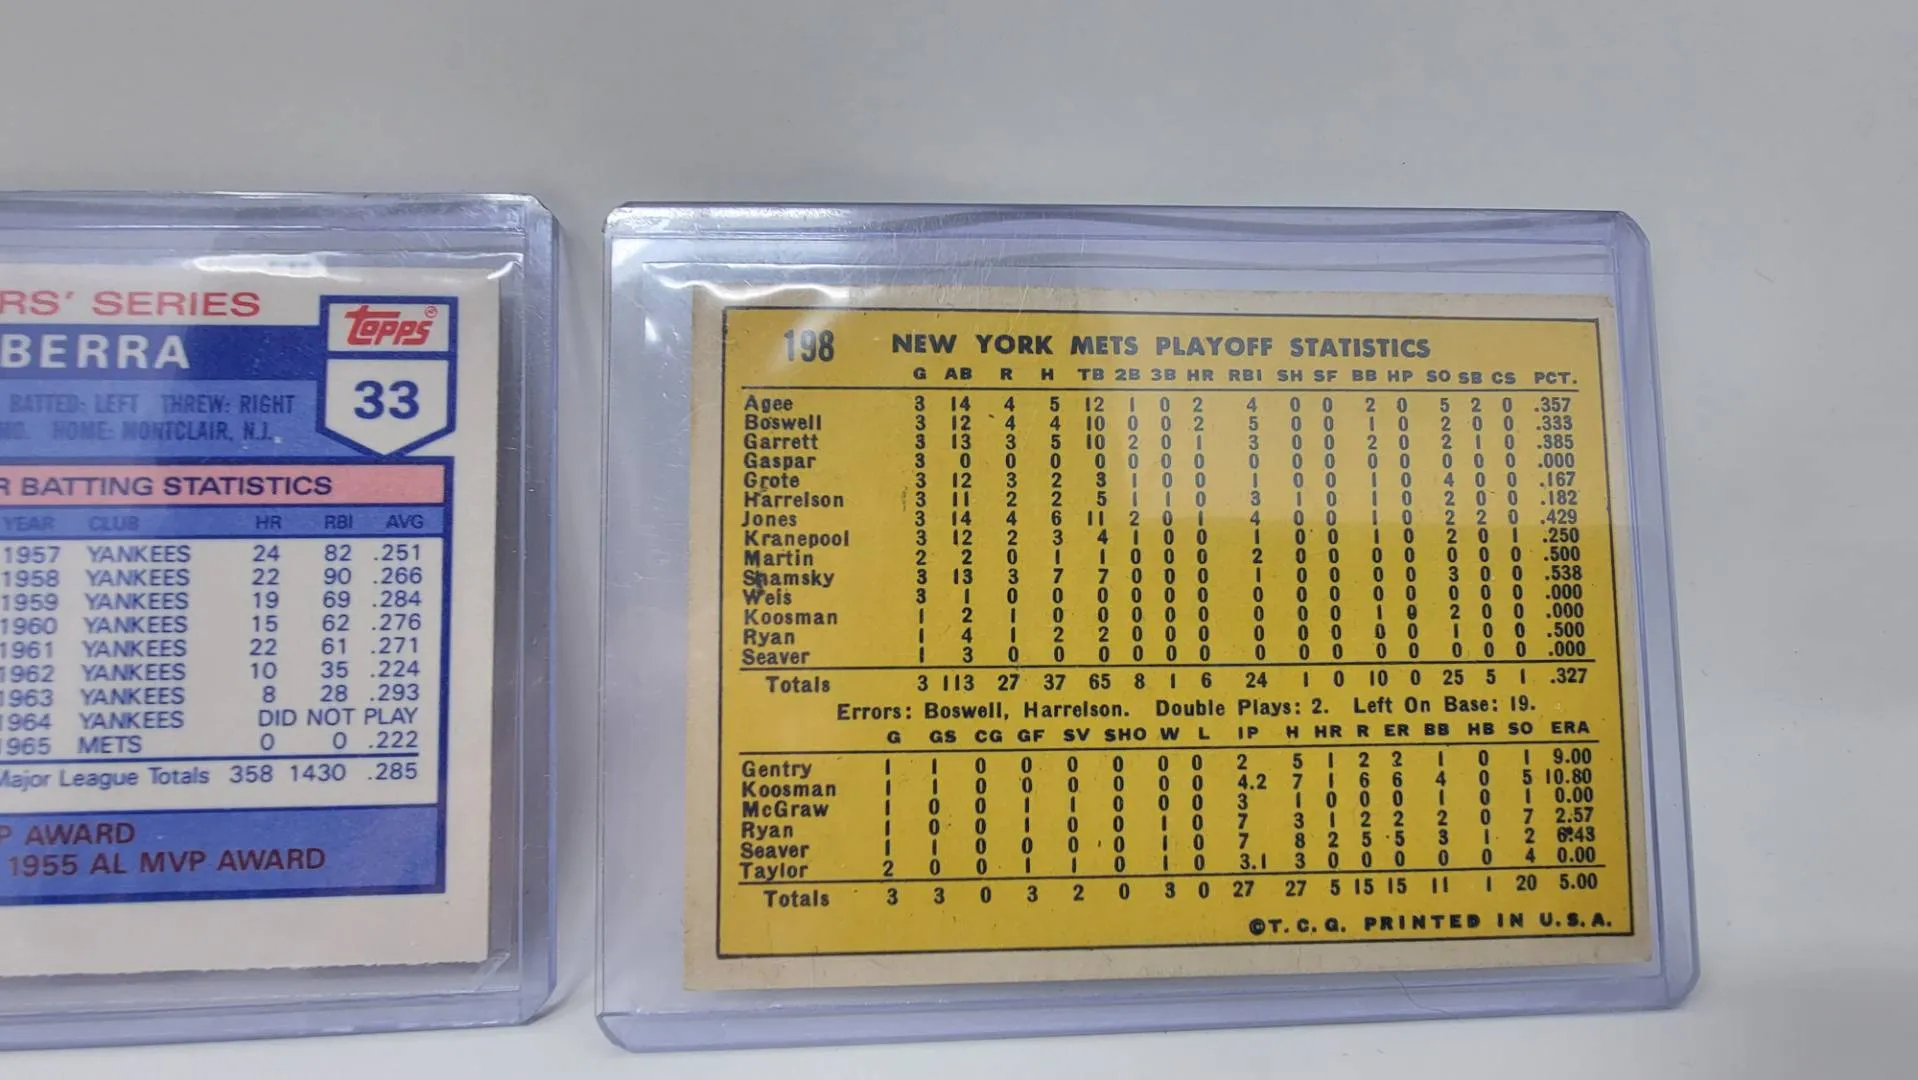 RS' SERIES
BERRA
topps
33
BATTED: LEFT THREW: RIGHT
MO. HOME: MONTCLAIR, N.J.
R BATTING STATISTICS
YEAR CLUB HR RBI AVG
1957 YANKEES 24 82 .251
1958 YANKEES 22 90 .266
1959 YANKEES 19 69 .284
1960 YANKEES 15 62 .276
1961 YANKEES 22 61 .271
1962 YANKEES 10 35 .224
1963 YANKEES 8 28 .293
1964 YANKEES DID NOT PLAY
1965 METS 0 0 .222
Major League Totals 358 1430 .285
P AWARD
1955 AL MVP AWARD
198 NEW YORK METS PLAYOFF STATISTICS
G AB R H TB 2B 3B HR RBI SH SF BB HP SO SB CS PCT.
Agee 3 14 4 5 12 1 0 2 4 0 0 2 0 5 2 0 .357
Boswell 3 12 4 4 10 0 0 2 5 0 0 1 0 2 0 0 .333
Garrett 3 13 3 5 10 2 0 1 3 0 0 2 0 2 1 0 .385
Gaspar 3 0 0 0 0 0 0 0 0 0 0 0 0 0 0 0 .000
Grote 3 12 3 2 3 1 0 0 1 0 0 1 0 4 0 0 .167
Harrelson 3 11 2 2 5 1 1 0 3 1 0 1 0 2 0 0 .182
Jones 3 14 4 6 11 2 0 1 4 0 0 1 0 2 2 0 .429
Kranepool 3 12 2 3 4 1 0 0 1 0 0 1 0 2 0 1 .250
Martin 2 2 0 1 1 0 0 0 2 0 0 0 0 0 0 0 .500
Shamsky 3 13 3 7 7 0 0 0 1 0 0 0 0 3 0 0 .538
Weis 3 1 0 0 0 0 0 0 0 0 0 0 0 0 0 0 .000
Koosman 1 2 1 0 0 0 0 0 0 0 0 1 0 2 0 0 .000
Ryan 1 4 1 2 2 0 0 0 0 0 0 0 0 1 0 0 .500
Seaver 1 3 0 0 0 0 0 0 0 0 0 0 0 0 0 0 .000
Totals 3 113 27 37 65 8 1 6 24 1 0 10 0 25 5 1 .327
Errors: Boswell, Harrelson. Double Plays: 2. Left On Base: 19.
G GS CG GF SV SHO W L IP H HR R ER BB HB SO ERA
Gentry 1 1 0 0 0 0 0 0 2 5 1 2 2 1 0 1 9.00
Koosman 1 1 0 0 0 0 0 0 4.2 7 1 6 6 4 0 5 10.80
McGraw 1 0 0 1 1 0 0 0 3 1 0 0 0 1 0 1 0.00
Ryan 1 0 0 1 0 0 1 0 7 3 1 2 2 2 0 7 2.57
Seaver 1 1 0 0 0 0 1 0 7 8 2 5 5 3 1 2 6.43
Taylor 2 0 0 1 1 0 1 0 3.1 3 0 0 0 0 0 4 0.00
Totals 3 3 0 3 2 0 3 0 27 27 5 15 15 11 1 20 5.00
©T. C. G. PRINTED IN U. S. A.